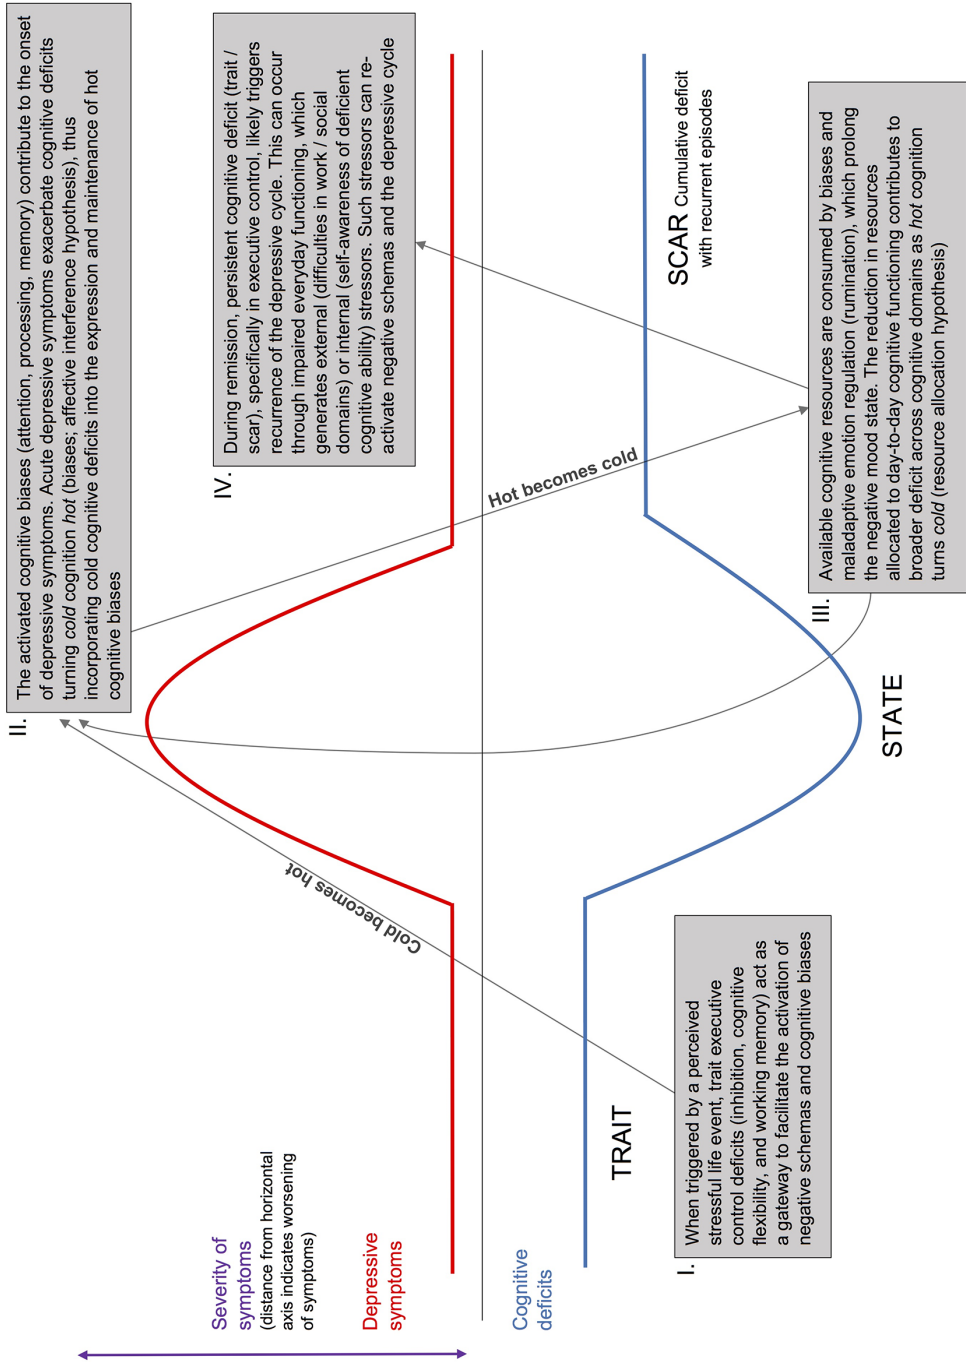 II.
The activated cognitive biases (attention, processing, memory) contribute to the onset
of depressive symptoms. Acute depressive symptoms exacerbate cognitive deficits
turning cold cognition hot (biases; affective interference hypothesis), thus
incorporating cold cognitive deficits into the expression and maintenance of hot
cognitive biases
Severity of
symptoms
(distance from horizontal
axis indicates worsening
of symptoms)
Depressive
symptoms
Cognitive
deficits
Cold becomes hot
IV.
During remission, persistent cognitive deficit (trait /
scar), specifically in executive control, likely triggers
recurrence of the depressive cycle. This can occur
through impaired everyday functioning, which
generates external (difficulties in work / social
domains) or internal (self-awareness of deficient
cognitive ability) stressors. Such stressors can re-
activate negative schemas and the depressive cycle
Hot becomes cold
TRAIT
SCAR Cumulative deficit
with recurrent episodes
I.
When triggered by a perceived
stressful life event, trait executive
control deficits (inhibition, cognitive
flexibility, and working memory) act as
a gateway to facilitate the activation of
negative schemas and cognitive biases
STATE
III.
Available cognitive resources are consumed by biases and
maladaptive emotion regulation (rumination), which prolong
the negative mood state. The reduction in resources
allocated to day-to-day cognitive functioning contributes to
broader deficit across cognitive domains as hot cognition
turns cold (resource allocation hypothesis)